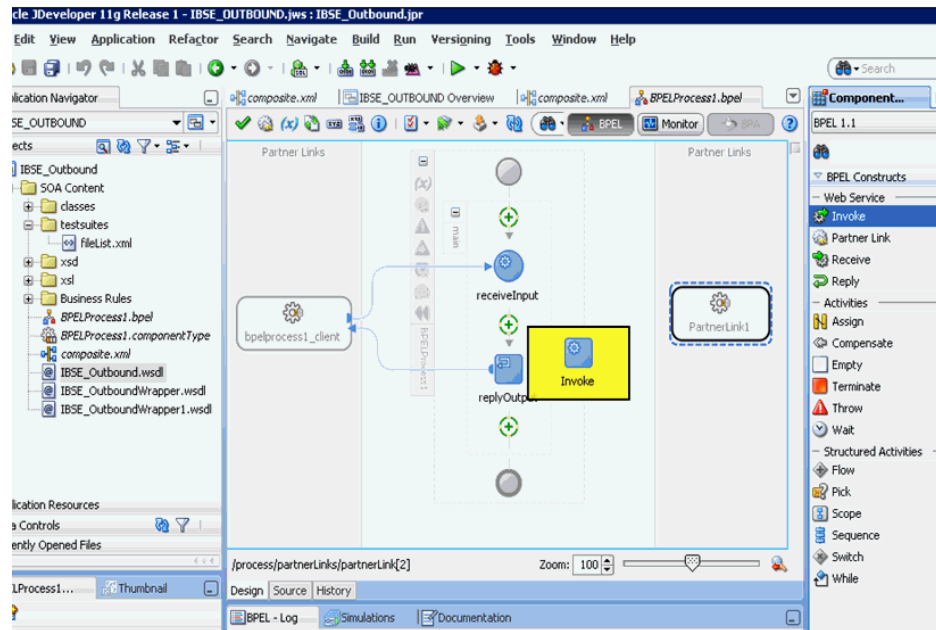 cle JDeveloper 11g Release 1 - IBSE_OUTBOUND.jws : IBSE_Outbound.jpr
Edit View Application Refactor Search Navigate Build Run Versioning Tools Window Help
Search
lication Navigator
composite.xml
IBSE_OUTBOUND Overview
composite.xml
BPELProcess1.bpel
Component...
SE_OUTBOUND
BPEL
Monitor
BPA
BPEL 1.1
ects
IBSE_Outbound
SOA Content
classes
testsuites
fileList.xml
xsd
xsl
Business Rules
BPELProcess1.bpel
BPELProcess1.componentType
composite.xml
IBSE_Outbound.wsdl
IBSE_OutboundWrapper.wsdl
IBSE_OutboundWrapper1.wsdl
lication Resources
a Controls
ently Opened Files
LProcess1...
Thumbnail
Partner Links
Partner Links
main
receiveInput
bpelprocess1_client
PartnerLink1
BPELProcess1
Invoke
replyOutput
/process/partnerLinks/partnerLink[2]
Zoom: 100
Design Source History
BPEL - Log
Simulations
Documentation
BPEL Constructs
Web Service
Invoke
Partner Link
Receive
Reply
Activities
Assign
Compensate
Empty
Terminate
Throw
Wait
Structured Activities
Flow
Pick
Scope
Sequence
Switch
While